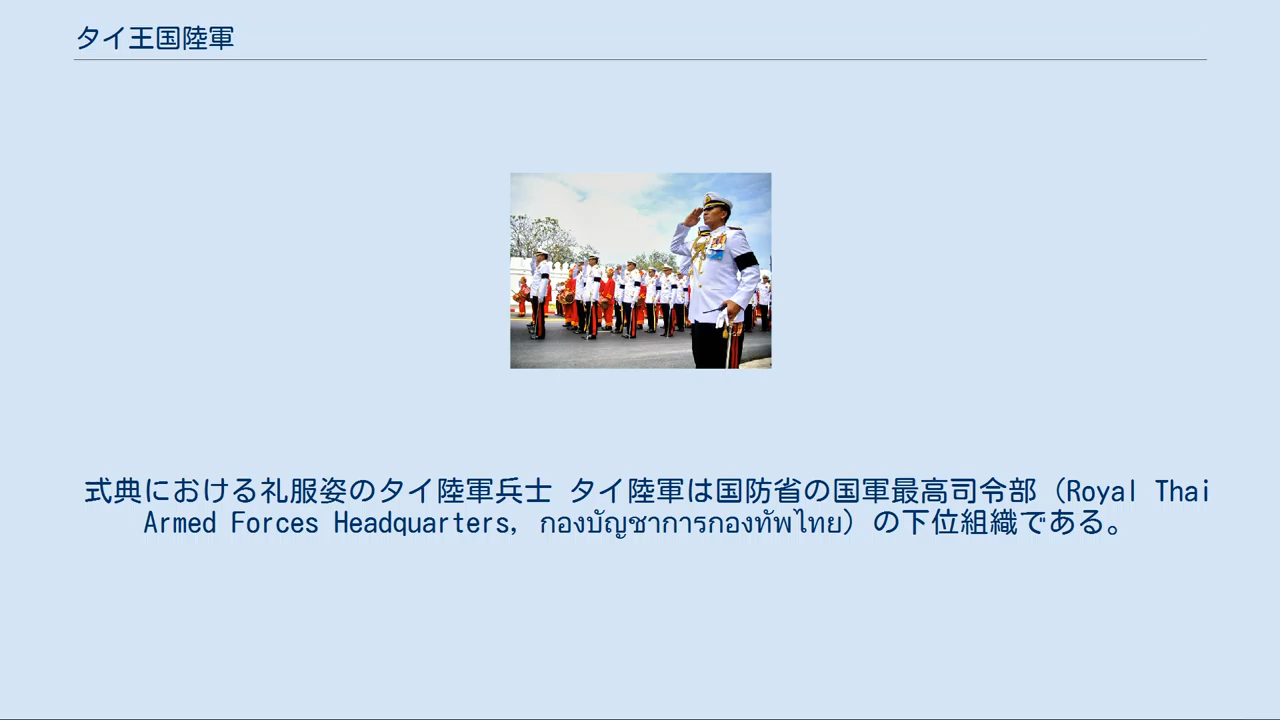 タイ王国陸軍
式典における礼服姿のタイ陸軍兵士 タイ陸軍は国防省の国軍最高司令部（Royal Thai
Armed Forces Headquarters, กองบัญชาการกองทัพไทย）の下位組織である。